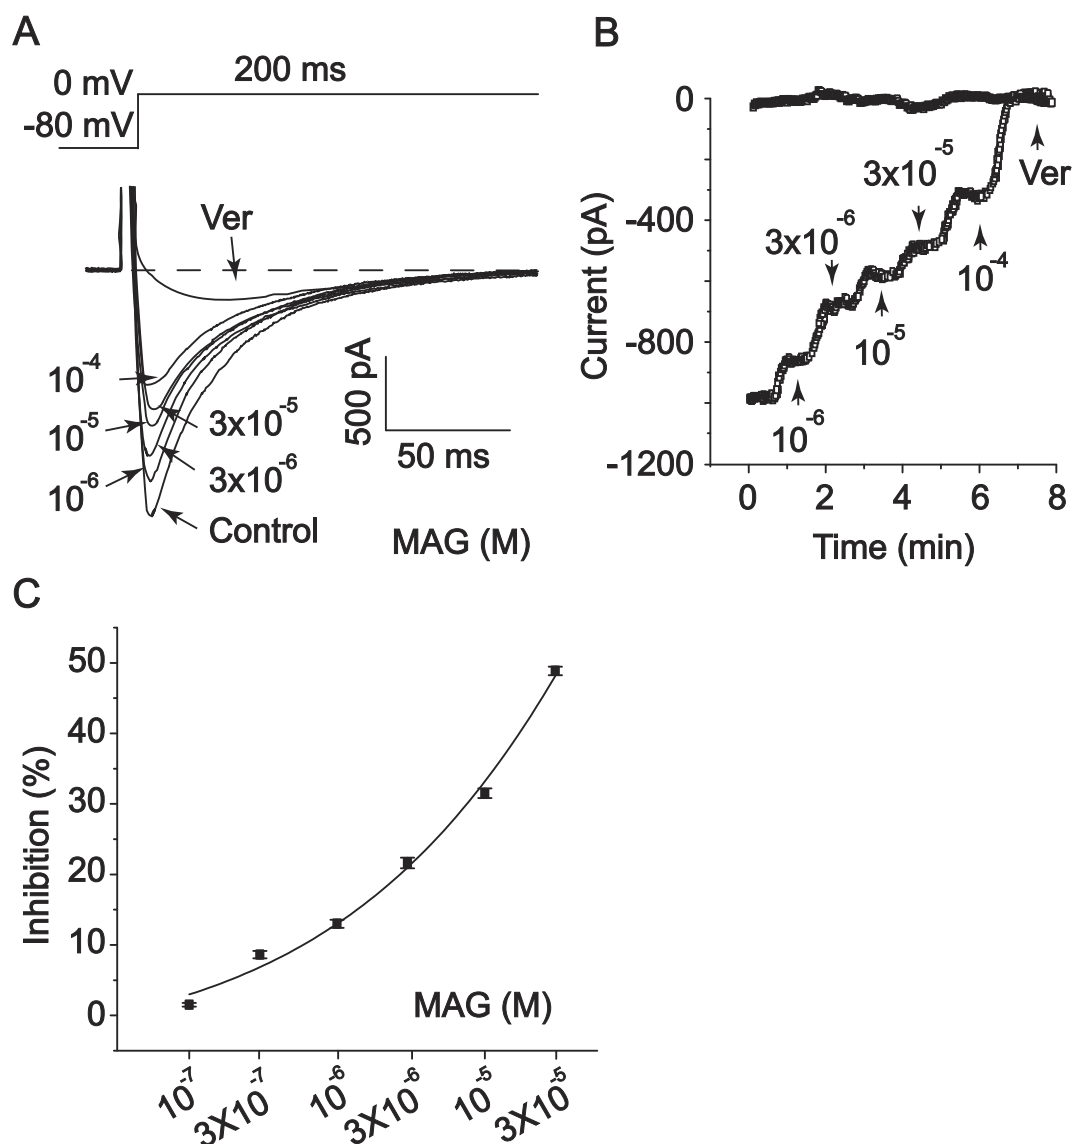 A
200 ms
0 mV
-80 mV
Ver
10⁻⁴
3x10⁻⁵
10⁻⁵
3x10⁻⁶
10⁻⁶
Control
500 pA
50 ms
MAG (M)
B
0
-400
-800
-1200
Current (pA)
3x10⁻⁵
Ver
3x10⁻⁶
10⁻⁴
10⁻⁵
10⁻⁶
0 2 4 6 8
Time (min)
C
50
40
30
20
10
0
Inhibition (%)
MAG (M)
10⁻⁷ 3X10⁻⁷ 10⁻⁶ 3X10⁻⁶ 10⁻⁵ 3X10⁻⁵